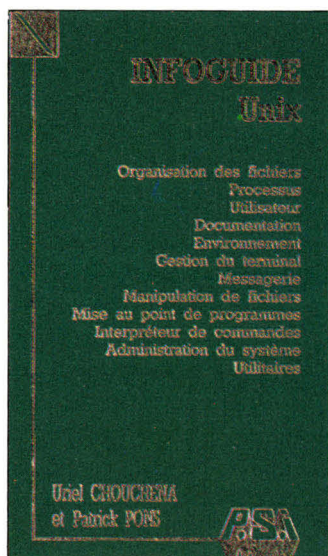 INFOGUIDE
Unix
Organisation des fichiers
Processus
Utilisateur
Documentation
Environnement
Gestion du terminal
Messagerie
Manipulation de fichiers
Mise au point de programmes
Interpréteur de commandes
Administration du système
Utilitaires
Uriel CHOUCHENA
et Patrick PONS
P.S.I